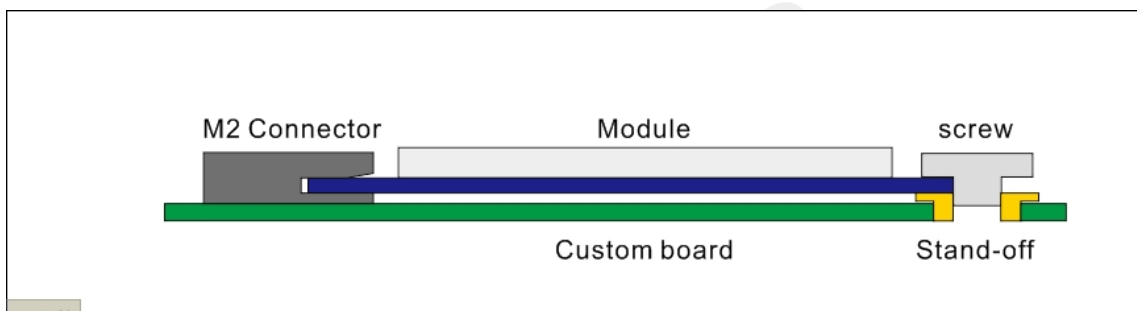 M2 Connector
Module
screw
Custom board
Stand-off